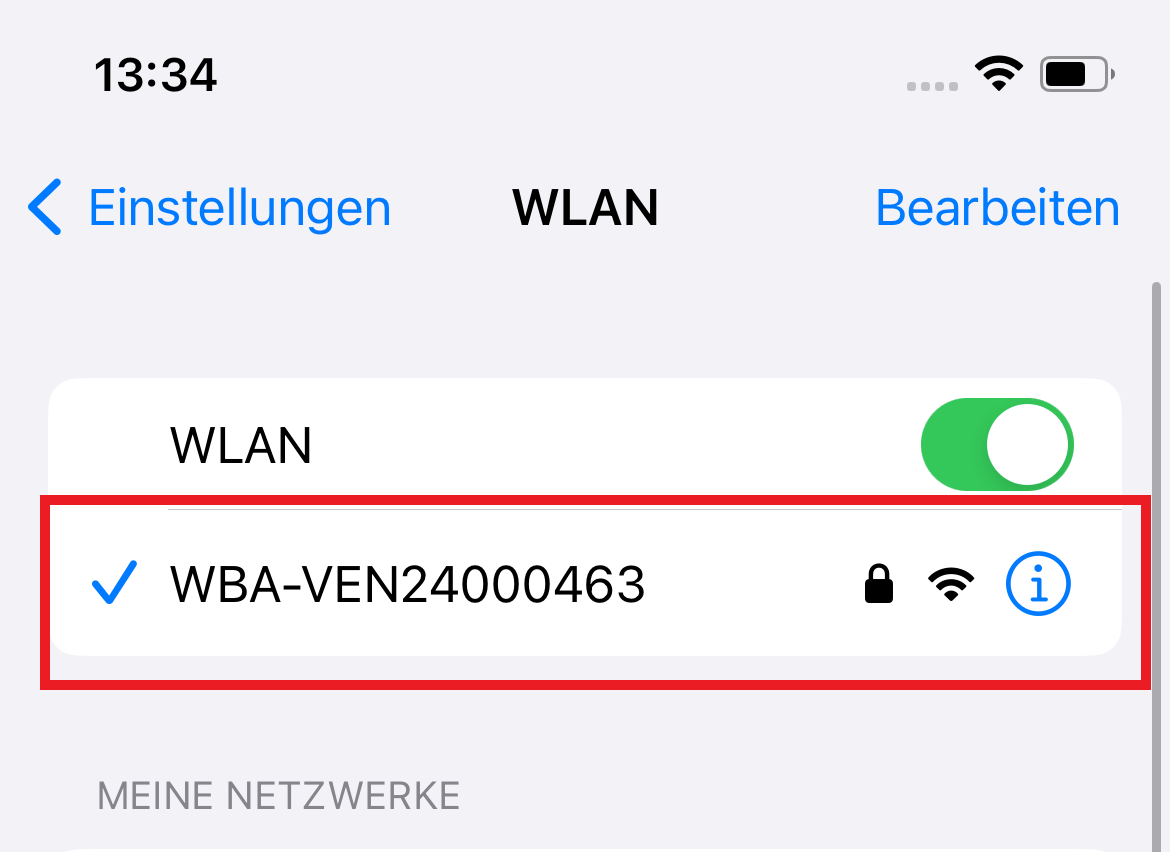 13:34
Einstellungen WLAN Bearbeiten
WLAN
WBA-VEN24000463
MEINE NETZWERKE